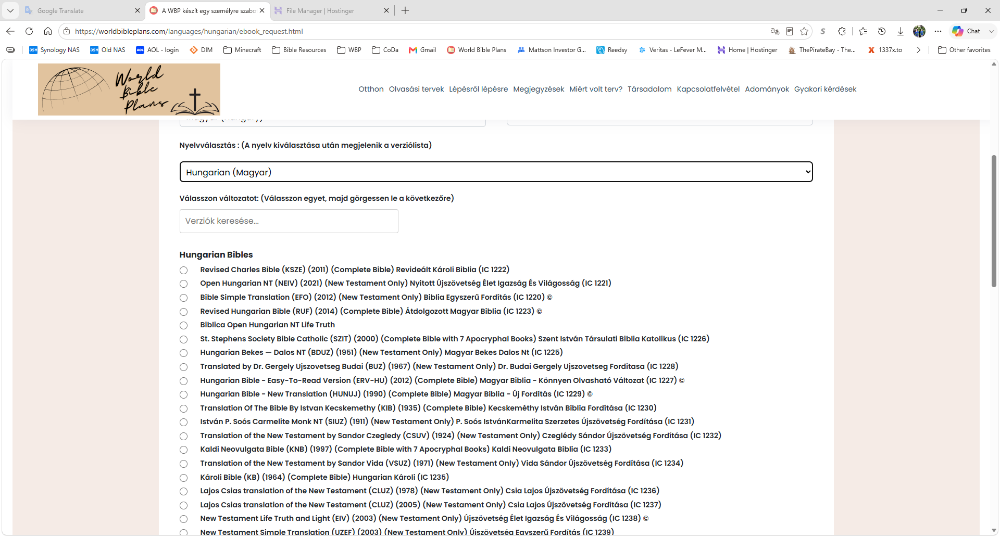 Google Translate
A WBP készít egy személyre szabo
File Manager | Hostinger
https://worldbibleplans.com/languages/hungarian/ebook_request.html
Chat
Synology NAS
Old NAS
AOL - login
DIM
Minecraft
Bible Resources
WBP
CoDa
Gmail
World Bible Plans
Mattson Investor G...
Reedsy
Veritas - LeFever M...
Home | Hostinger
ThePirateBay - The...
1337x.to
Other favorites
World
Bible
Plans
Otthon Olvasási tervek Lépésről lépésre Megjegyzések Miért volt terv? Társadalom Kapcsolatfelvétel Adományok Gyakori kérdések
Magyar (Hungary)
Nyelvválasztás : (A nyelv kiválasztása után megjelenik a verziólista)
Hungarian (Magyar)
Válasszon változatot: (Válasszon egyet, majd görgessen le a következőre)
Verziók keresése...
Hungarian Bibles
Revised Charles Bible (KSZE) (2011) (Complete Bible) Revideált Károli Biblia (IC 1222)
Open Hungarian NT (NEIV) (2021) (New Testament Only) Nyitott Újszövetség Élet Igazság És Világosság (IC 1221)
Bible Simple Translation (EFO) (2012) (New Testament Only) Biblia Egyszerű Fordítás (IC 1220) ©
Revised Hungarian Bible (RUF) (2014) (Complete Bible) Átdolgozott Magyar Biblia (IC 1223) ©
Biblica Open Hungarian NT Life Truth
St. Stephens Society Bible Catholic (SZIT) (2000) (Complete Bible with 7 Apocryphal Books) Szent István Társulati Biblia Katolikus (IC 1226)
Hungarian Bekes — Dalos NT (BDUZ) (1951) (New Testament Only) Magyar Bekes Dalos Nt (IC 1225)
Translated by Dr. Gergely Ujszovetseg Budai (BUZ) (1967) (New Testament Only) Dr. Budai Gergely Ujszovetseg Forditasa (IC 1228)
Hungarian Bible - Easy-To-Read Version (ERV-HU) (2012) (Complete Bible) Magyar Biblia - Könnyen Olvasható Változat (IC 1227) ©
Hungarian Bible - New Translation (HUNUJ) (1990) (Complete Bible) Magyar Biblia - Új Fordítás (IC 1229) ©
Translation Of The Bible By Istvan Kecskemethy (KIB) (1935) (Complete Bible) Kecskeméthy István Biblia Fordítása (IC 1230)
István P. Soós Carmelite Monk NT (SIUZ) (1911) (New Testament Only) P. Soós IstvánKarmelita Szerzetes Újszövetség Fordítása (IC 1231)
Translation of the New Testament by Sandor Czegledy (CSUV) (1924) (New Testament Only) Czeglédy Sándor Újszövetség Fordítása (IC 1232)
Kaldi Neovulgata Bible (KNB) (1997) (Complete Bible with 7 Apocryphal Books) Kaldi Neovulgata Biblia (IC 1233)
Translation of the New Testament by Sandor Vida (VSUZ) (1971) (New Testament Only) Vida Sándor Újszövetség Fordítása (IC 1234)
Károli Bible (KB) (1964) (Complete Bible) Hungarian Károli (IC 1235)
Lajos Csias translation of the New Testament (CLUZ) (1978) (New Testament Only) Csia Lajos Újszövetség Fordítása (IC 1236)
Lajos Csias translation of the New Testament (CLUZ) (2005) (New Testament Only) Csia Lajos Újszövetség Fordítása (IC 1237)
New Testament Life Truth and Light (EIV) (2003) (New Testament Only) Újszövetség Élet Igazság És Világosság (IC 1238) ©
New Testament Simple Translation (UZEF) (2003) (New Testament Only) Újszövetség Egyszerű Fordítás (IC 1239)